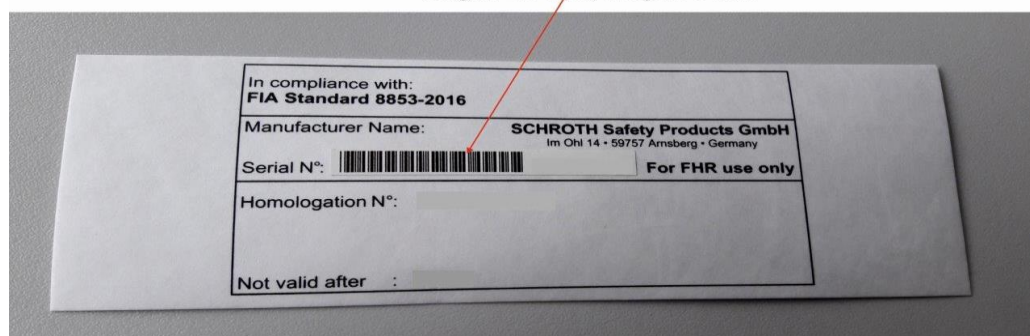 In compliance with:
FIA Standard 8853-2016
Manufacturer Name: SCHROTH Safety Products GmbH
Im Ohl 14 • 59757 Arnsberg • Germany
Serial N°: For FHR use only
Homologation N°:
Not valid after :